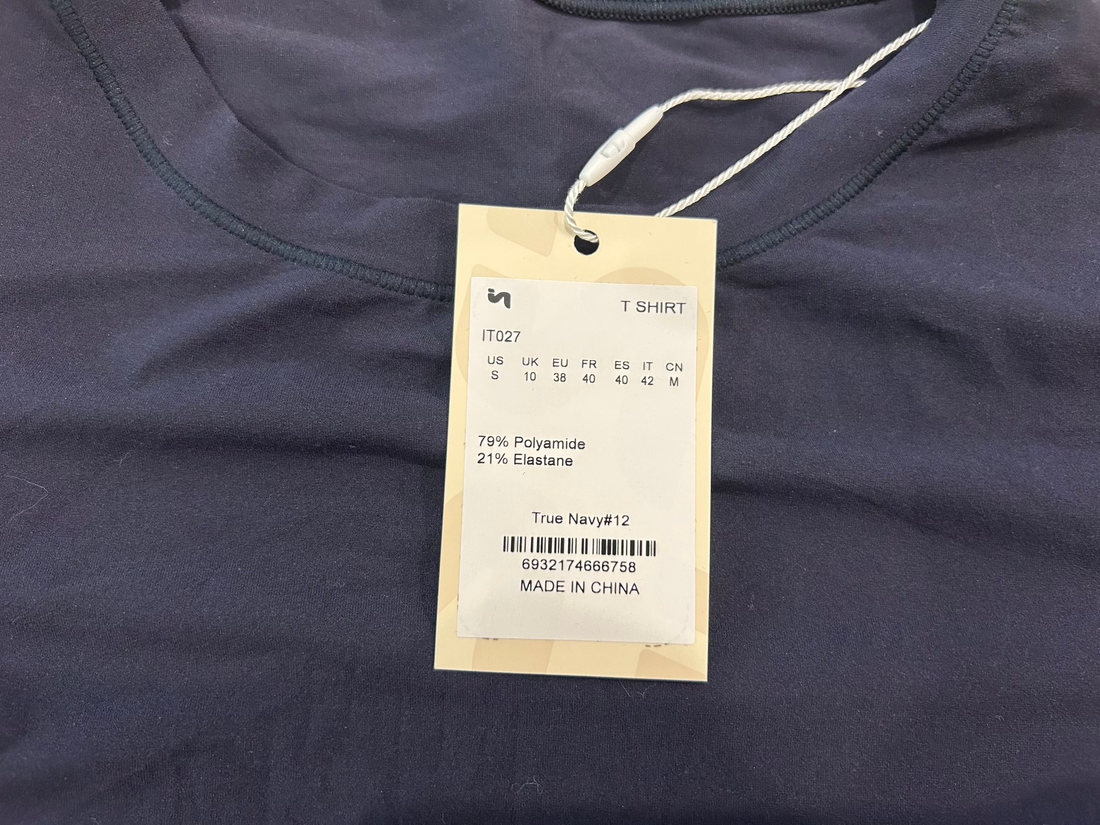 T SHIRT
IT027
US UK EU FR ES IT CN
S 10 38 40 40 42 M
79% Polyamide
21% Elastane
True Navy#12
6932174666758
MADE IN CHINA